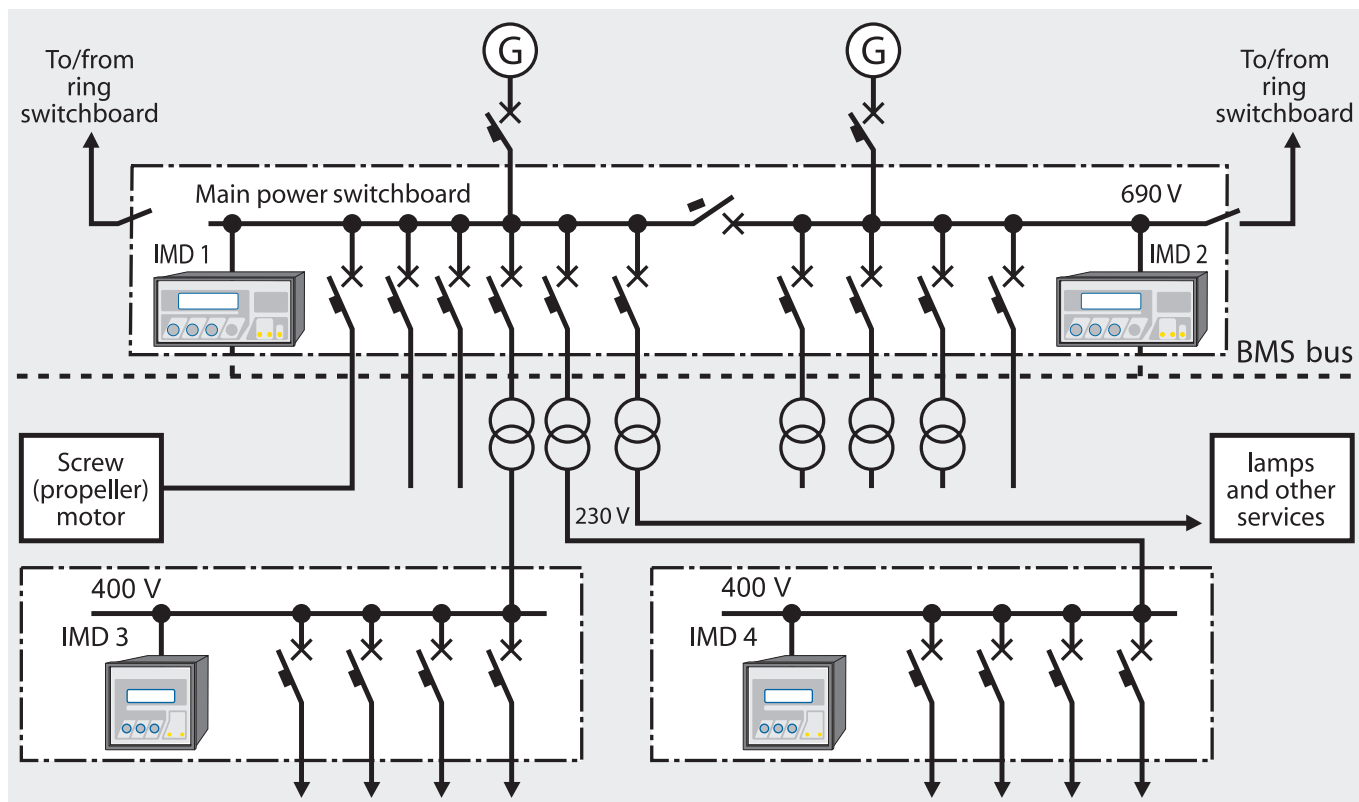 G
G
To/from
ring
switchboard
To/from
ring
switchboard
Main power switchboard
690 V
IMD 1
IMD 2
BMS bus
Screw
(propeller)
motor
230 V
lamps
and other
services
400 V
IMD 3
400 V
IMD 4